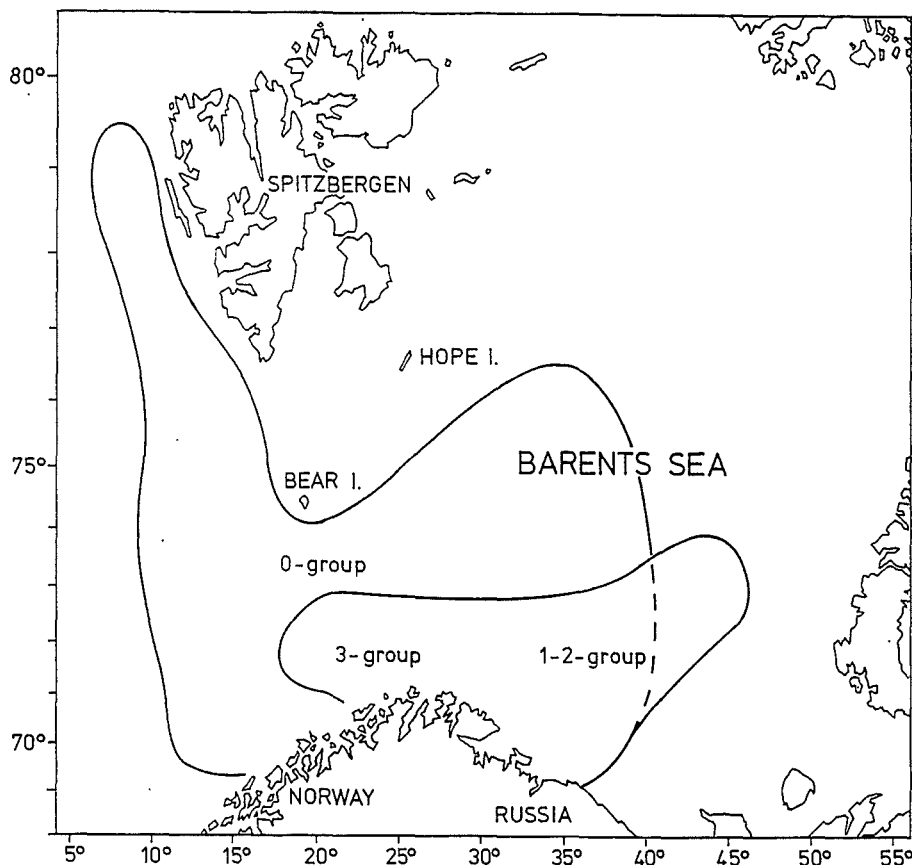 80°
SPITZBERGEN
HOPE I.
75°
BARENTS SEA
BEAR I.
0-group
3-group
1-2-group
70°
NORWAY
RUSSIA
5° 10° 15° 20° 25° 30° 35° 40° 45° 50° 55°